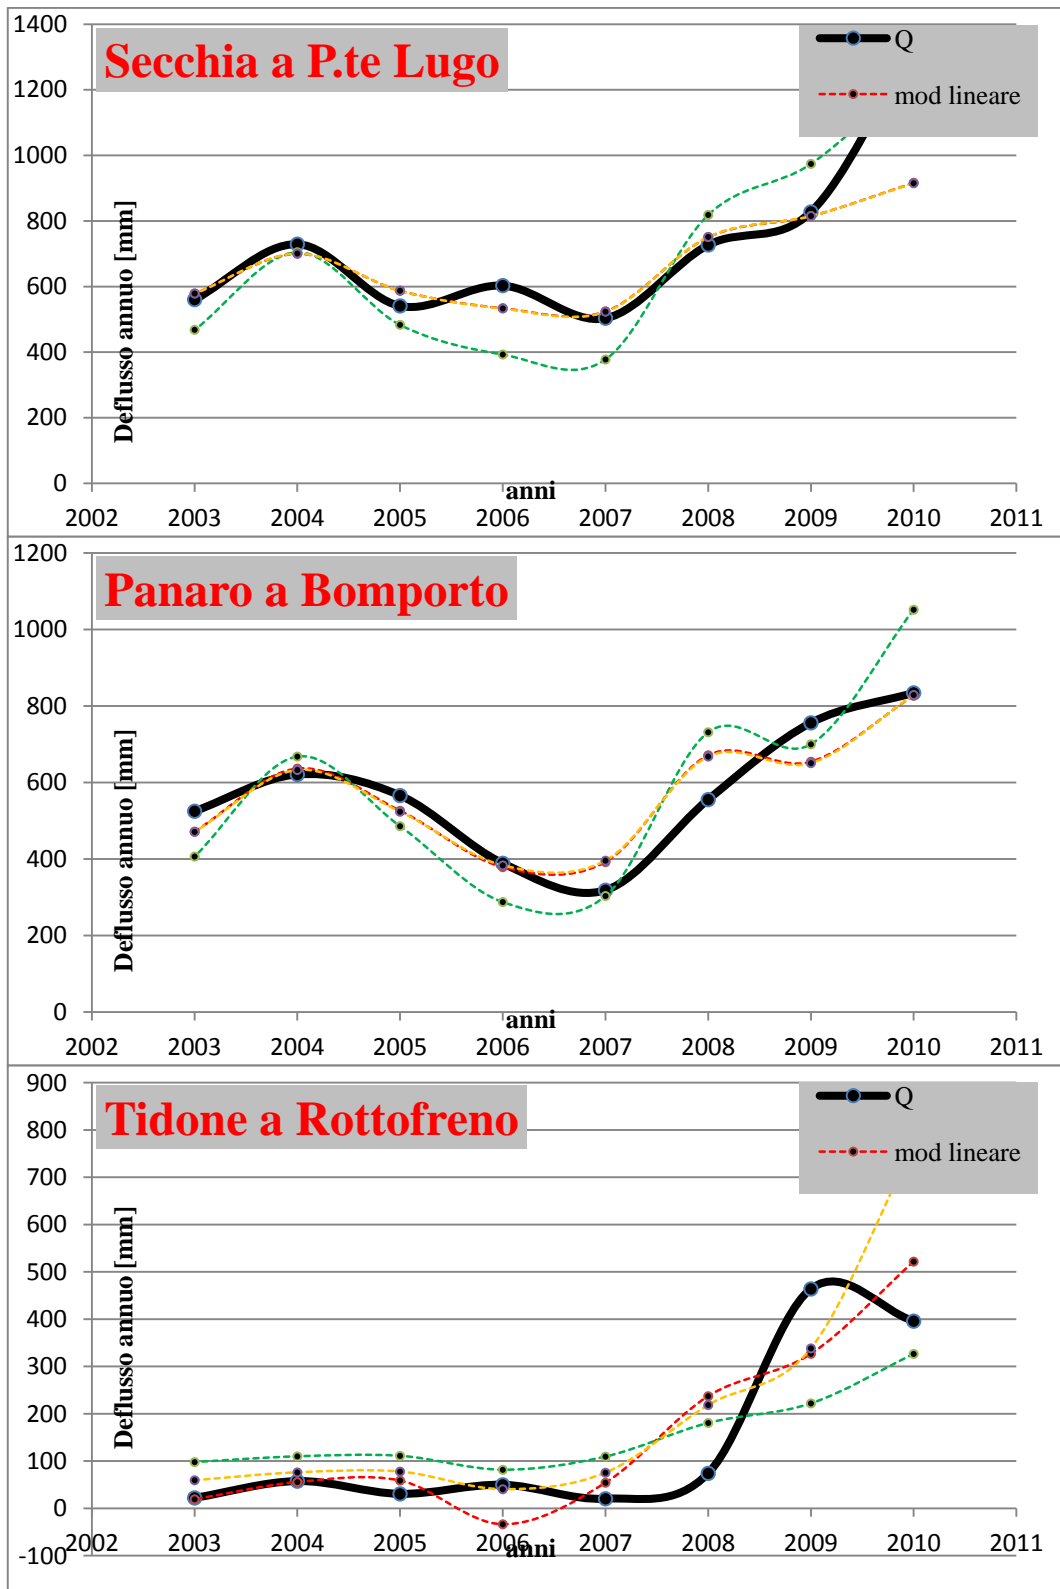 1400
1200
1000
800
600
400
200
0
Secchia a P.te Lugo
Q
mod lineare
Deflusso annuo [mm]
anni
2002 2003 2004 2005 2006 2007 2008 2009 2010 2011
1200
1000
800
600
400
200
0
Panaro a Bomporto
Deflusso annuo [mm]
anni
2002 2003 2004 2005 2006 2007 2008 2009 2010 2011
900
800
700
600
500
400
300
200
100
0
-100
Tidone a Rottofreno
Q
mod lineare
Deflusso annuo [mm]
2002 2003 2004 2005 2006 2007 2008 2009 2010 2011
anni